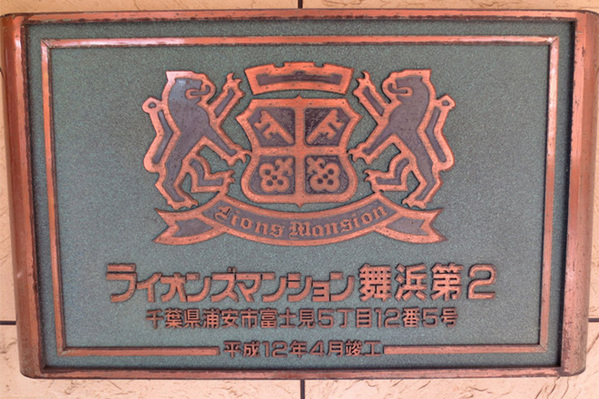 Lions Mansion
ライオンズマンション舞浜第2
千葉県浦安市富士見5丁目12番5号
平成12年4月竣工